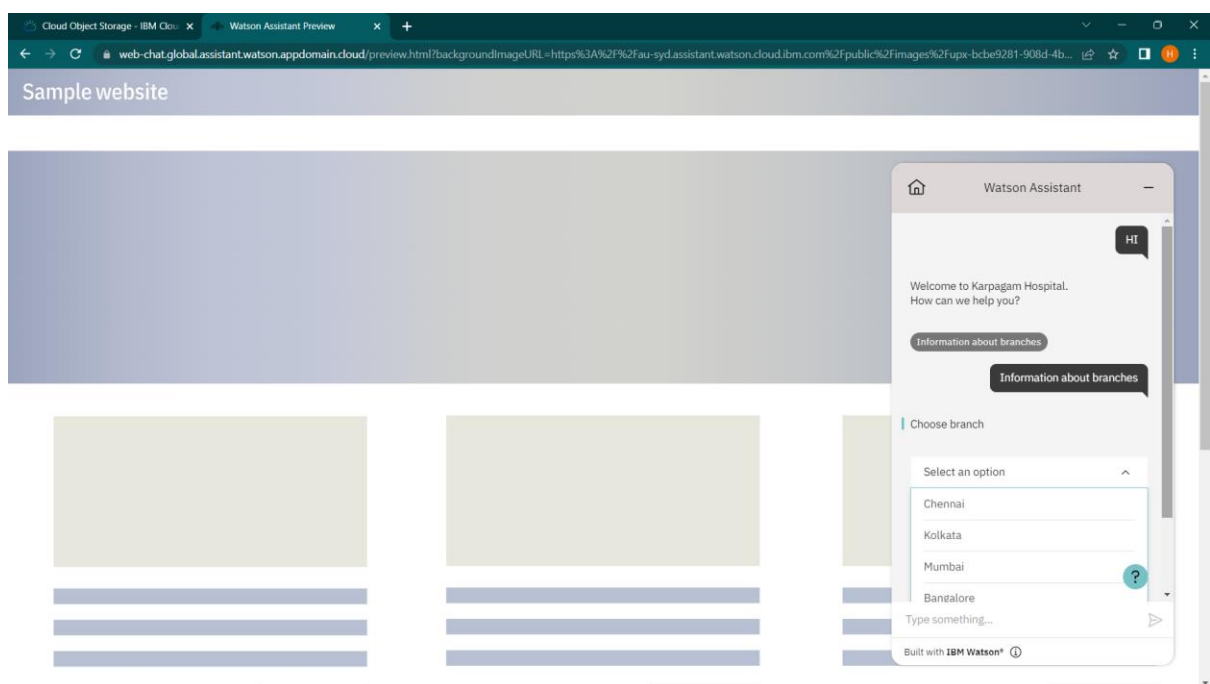 Cloud Object Storage - IBM Clou
Watson Assistant Preview
web-chat.global.assistant.watson.appdomain.cloud/preview.html?backgroundImageURL=https%3A%2F%2Fau-syd.assistant.watson.cloud.ibm.com%2Fpublic%2Fimages%2Fupx-bcbe9281-908d-4b...
H
Sample website
Watson Assistant
HI
Welcome to Karpagam Hospital.
How can we help you?
Information about branches
Information about branches
Choose branch
Select an option
Chennai
Kolkata
Mumbai
?
Bangalore
Type something...
Built with IBM Watson®